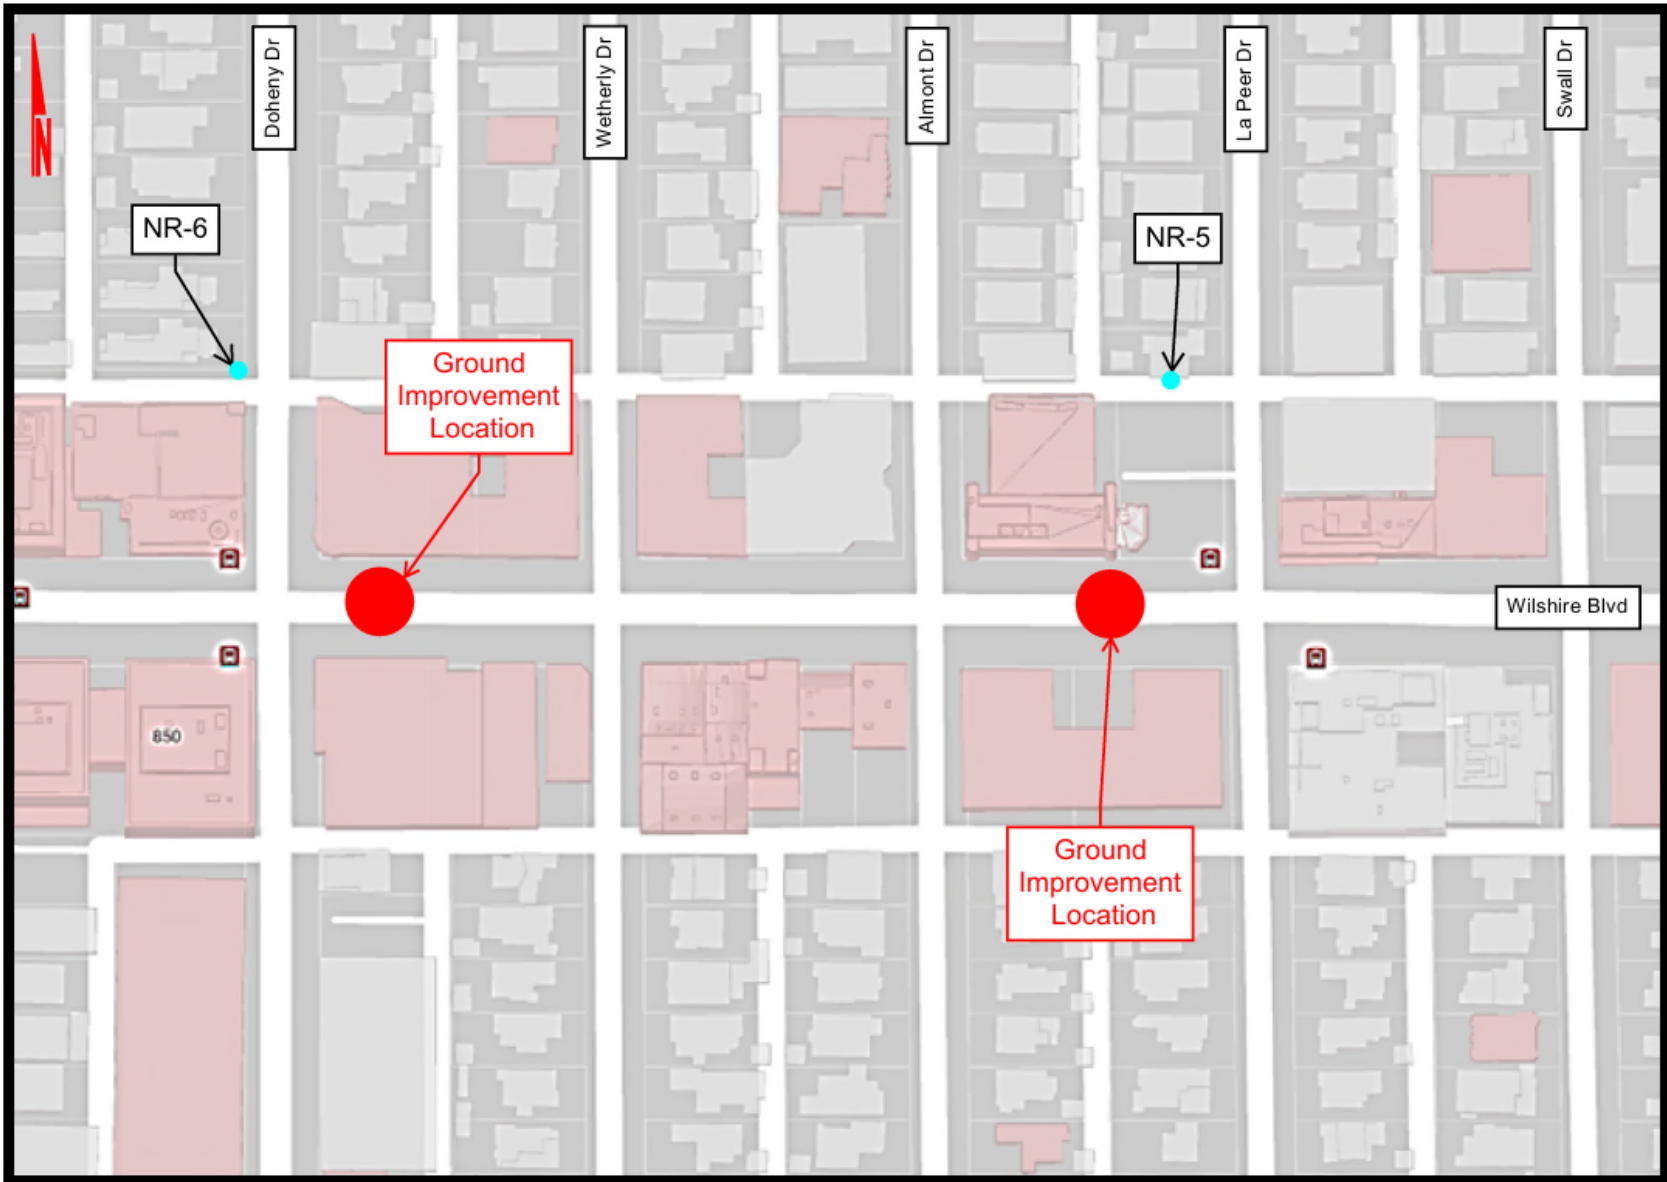 Doheny Dr
Wetherly Dr
Almont Dr
La Peer Dr
Swall Dr
N
NR-6
NR-5
Ground
Improvement
Location
Wilshire Blvd
850
Ground
Improvement
Location